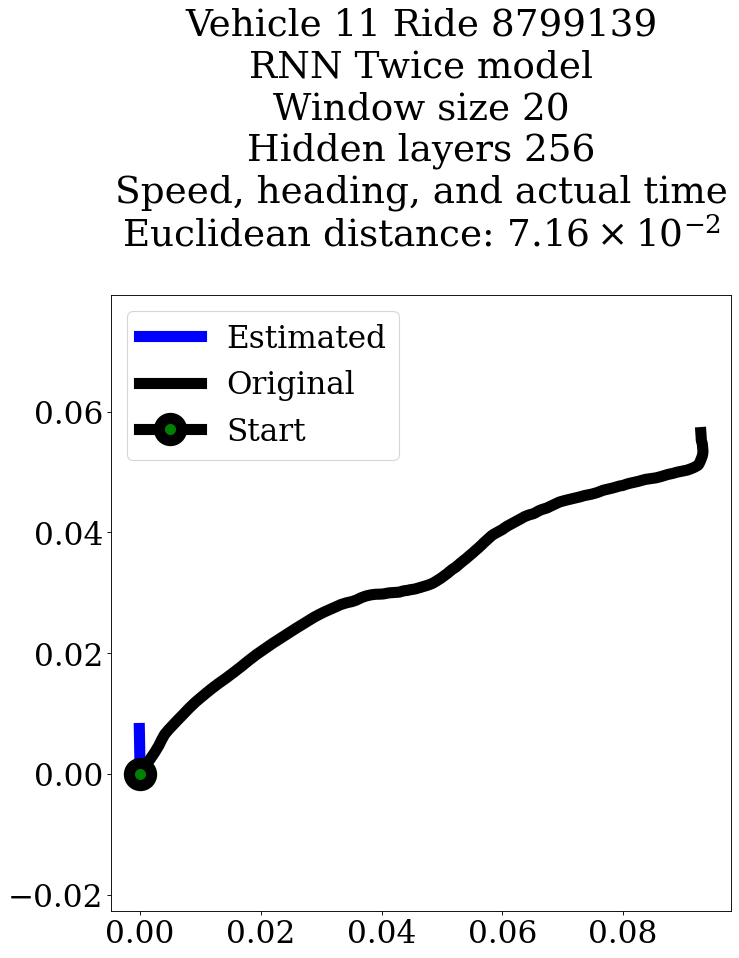 Vehicle 11 Ride 8799139
RNN Twice model
Window size 20
Hidden layers 256
Speed, heading, and actual time
Euclidean distance: 7.16 × 10⁻²
Estimated
Original
Start
0.06
0.04
0.02
0.00
−0.02
0.00 0.02 0.04 0.06 0.08